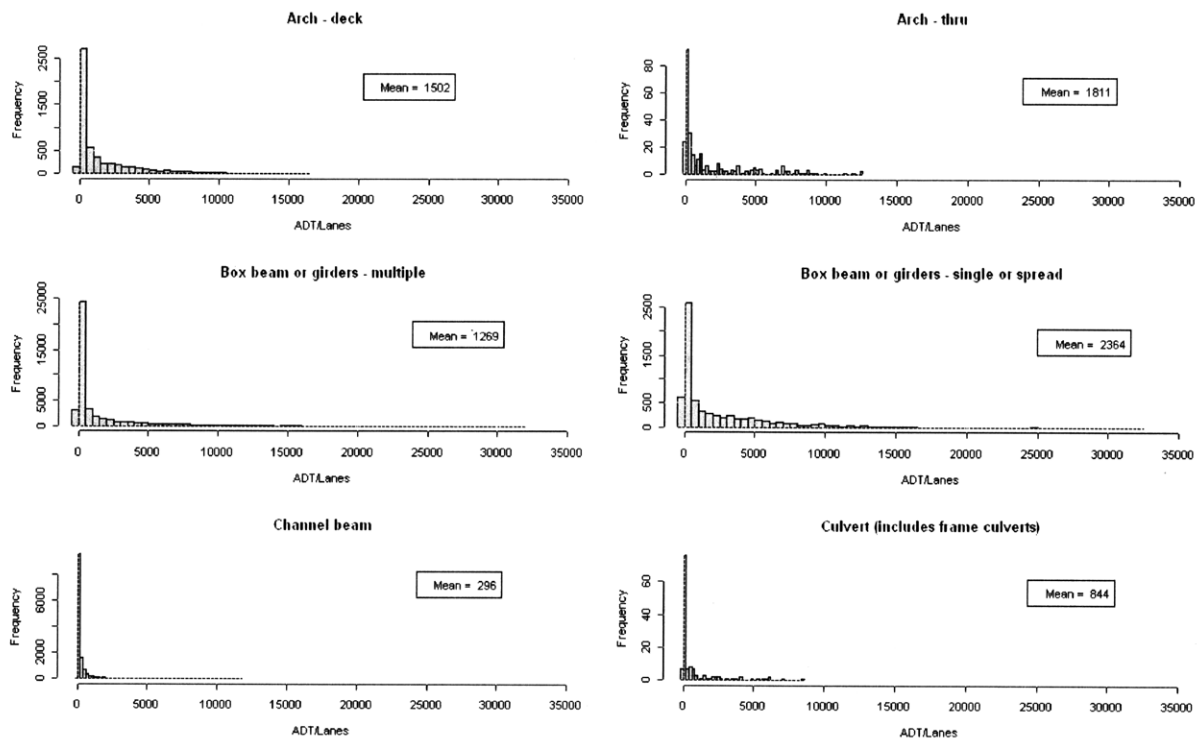 Arch - deck
Frequency
0 500 1500 2500
Mean = 1502
0 5000 10000 15000 20000 25000 30000 35000
ADT/Lanes
Arch - thru
Frequency
0 20 40 60 80
Mean = 1811
0 5000 10000 15000 20000 25000 30000 35000
ADT/Lanes
Box beam or girders - multiple
Frequency
0 5000 15000 25000
Mean = 1269
0 5000 10000 15000 20000 25000 30000 35000
ADT/Lanes
Box beam or girders - single or spread
Frequency
0 500 1500 2500
Mean = 2364
0 5000 10000 15000 20000 25000 30000 35000
ADT/Lanes
Channel beam
Frequency
0 2000 6000
Mean = 296
0 5000 10000 15000 20000 25000 30000 35000
ADT/Lanes
Culvert (includes frame culverts)
Frequency
0 20 40 60
Mean = 844
0 5000 10000 15000 20000 25000 30000 35000
ADT/Lanes